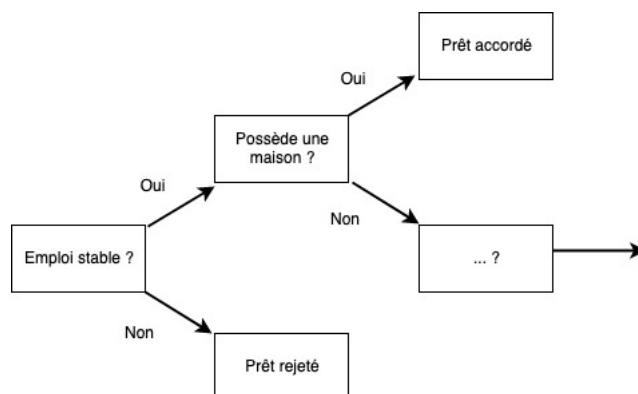 Prêt accordé
Oui
Possède une
maison ?
Oui
Non
Emploi stable ?
... ?
Non
Prêt rejeté